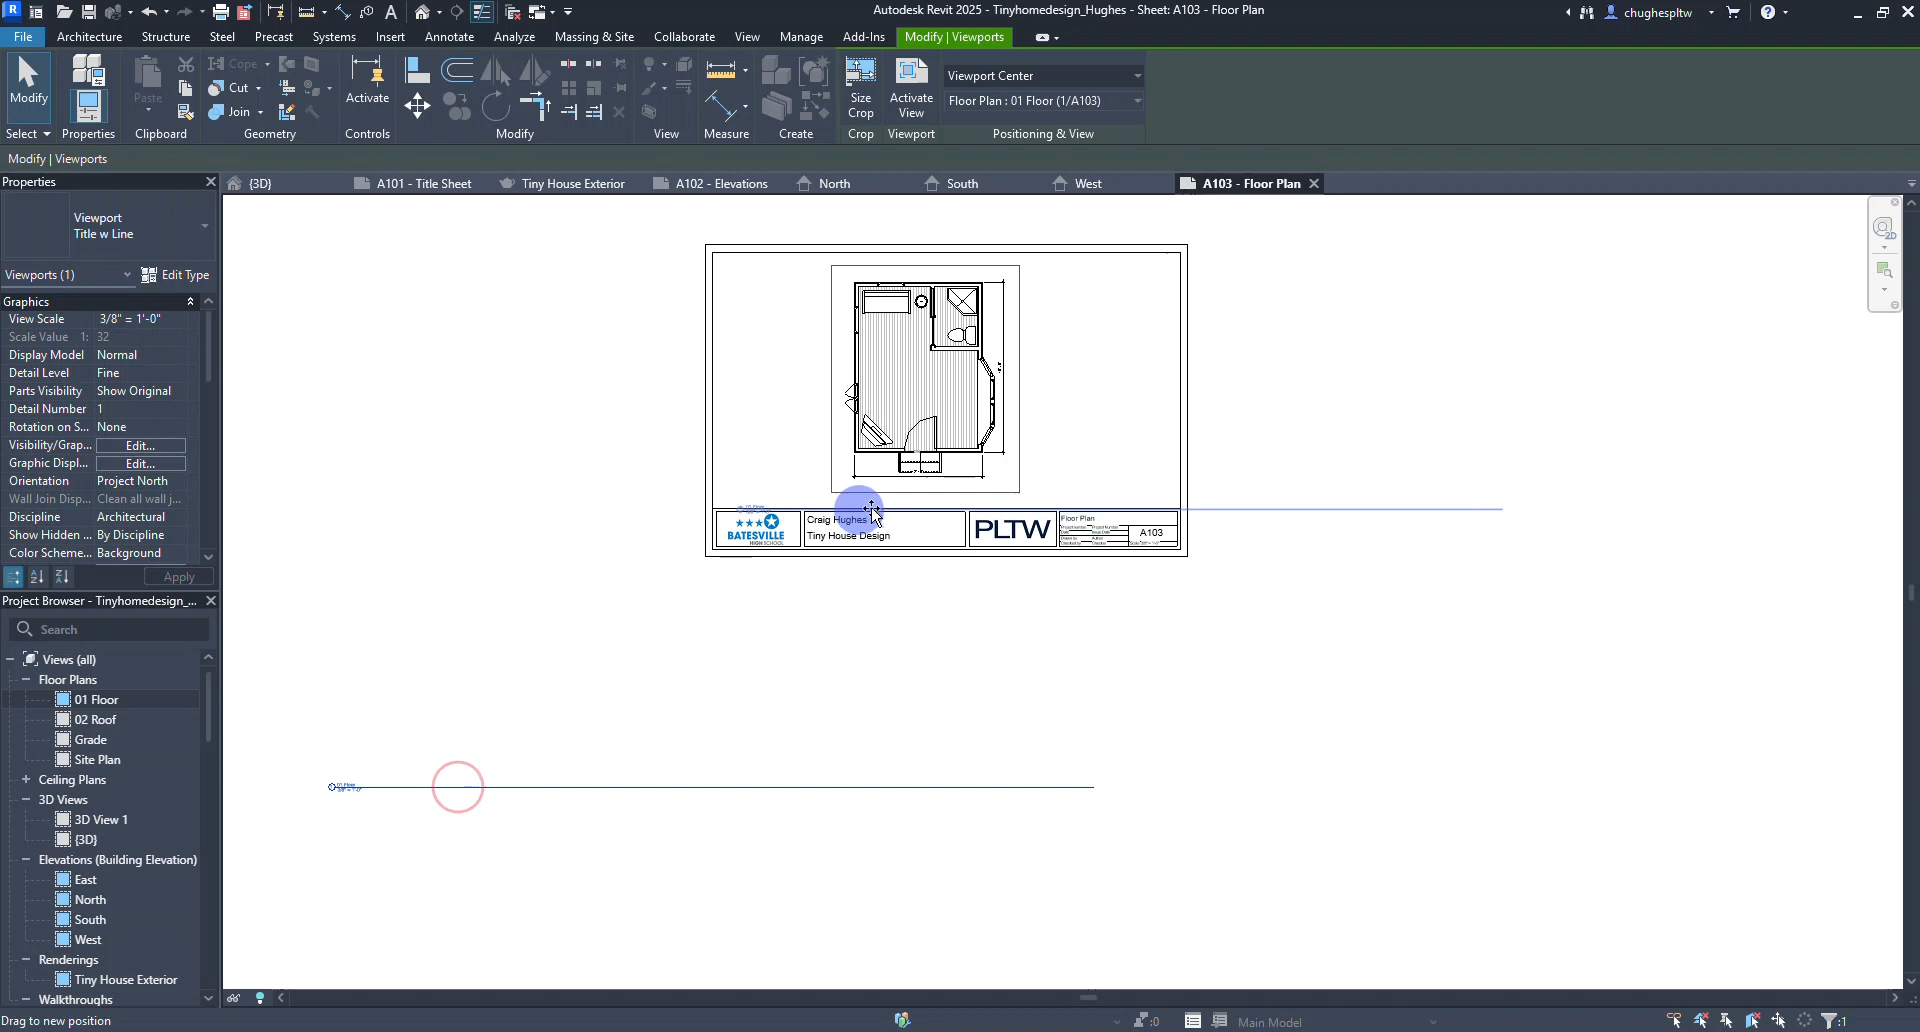 Autodesk Revit 2025 - Tinyhomedesign_Hughes - Sheet: A103 - Floor Plan
chughespltw
File
Architecture
Structure
Steel
Precast
Systems
Insert
Annotate
Analyze
Massing & Site
Collaborate
View
Manage
Add-Ins
Modify | Viewports
Modify
Paste
Cope
Cut
Join
Activate
Size Crop
Activate View
Viewport Center
Floor Plan : 01 Floor (1/A103)
Select
Properties
Clipboard
Geometry
Controls
Modify
View
Measure
Create
Crop
Viewport
Positioning & View
Modify | Viewports
Properties
{3D}
A101 - Title Sheet
Tiny House Exterior
A102 - Elevations
North
South
West
A103 - Floor Plan
Viewport
Title w Line
Viewports (1)
Edit Type
Graphics
View Scale 3/8" = 1'-0"
Scale Value 1: 32
Display Model Normal
Detail Level Fine
Parts Visibility Show Original
Detail Number 1
Rotation on S... None
Visibility/Grap... Edit...
Graphic Displ... Edit...
Orientation Project North
Wall Join Disp... Clean all wall j...
Discipline Architectural
Show Hidden ... By Discipline
Color Scheme... Background
Apply
BATESVILLE
HIGH SCHOOL
Craig Hughes
Tiny House Design
PLTW
Floor Plan
A103
Project Browser - Tinyhomedesign_...
Search
Views (all)
Floor Plans
01 Floor
02 Roof
Grade
Site Plan
Ceiling Plans
3D Views
3D View 1
{3D}
Elevations (Building Elevation)
East
North
South
West
Renderings
Tiny House Exterior
Walkthroughs
01 Floor
3/8" = 1'-0"
Drag to new position
:0
Main Model
:1
2D